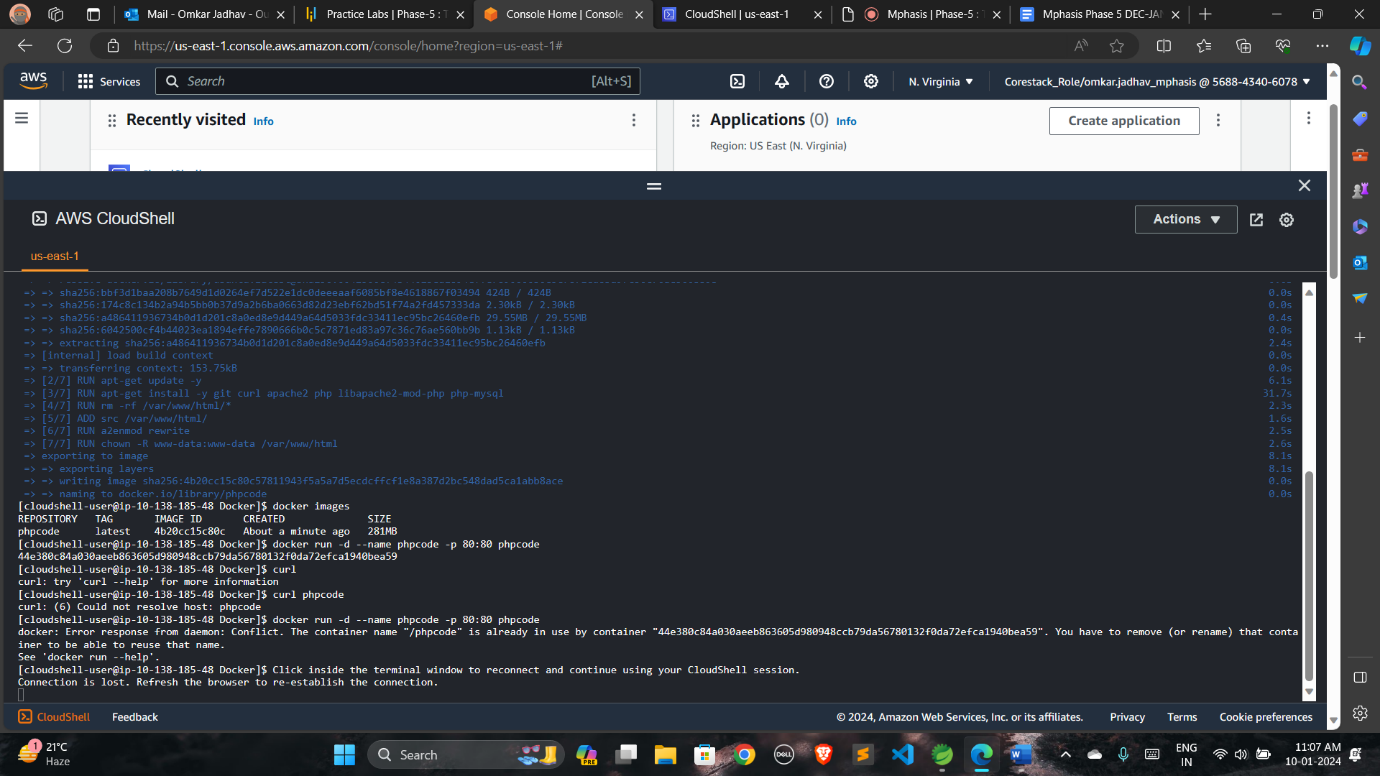 Mail - Omkar Jadhav - Ou
Practice Labs | Phase-5 : T
Console Home | Console
CloudShell | us-east-1
Mphasis | Phase-5 : T
Mphasis Phase 5 DEC-JAN
https://us-east-1.console.aws.amazon.com/console/home?region=us-east-1#
aws
Services
Search
[Alt+S]
N. Virginia
Corestack_Role/omkar.jadhav_mphasis @ 5688-4340-6078
Recently visited Info
Applications (0) Info
Create application
Region: US East (N. Virginia)
AWS CloudShell
Actions
us-east-1
=> => sha256:bbf3d1baa208b7649d1d0264ef7d522e1dc0deeeaaf6085bf8e4618867f03494 424B / 424B 0.0s
=> => sha256:174c8c134b2a94b5bb0b37d9a2b6ba0663d82d23ebf62bd51f74a2fd457333da 2.30kB / 2.30kB 0.0s
=> => sha256:a486411936734b0d1d201c8a0ed8e9d449a64d5033fdc33411ec95bc26460efb 29.55MB / 29.55MB 0.4s
=> => sha256:6042500cf4b44023ea1894effe7890666b0c5c7871ed83a97c36c76ae560bb9b 1.13kB / 1.13kB 0.0s
=> => extracting sha256:a486411936734b0d1d201c8a0ed8e9d449a64d5033fdc33411ec95bc26460efb 2.4s
=> [internal] load build context 0.0s
=> => transferring context: 153.75kB 0.0s
=> [2/7] RUN apt-get update -y 6.1s
=> [3/7] RUN apt-get install -y git curl apache2 php libapache2-mod-php php-mysql 31.7s
=> [4/7] RUN rm -rf /var/www/html/* 2.3s
=> [5/7] ADD src /var/www/html/ 1.6s
=> [6/7] RUN a2enmod rewrite 2.5s
=> [7/7] RUN chown -R www-data:www-data /var/www/html 2.6s
=> exporting to image 8.1s
=> => exporting layers 8.1s
=> => writing image sha256:4b20cc15c80c57811943f5a5a7d5ecdcffcf1e8a387d2bc548dad5ca1abb8ace 0.0s
=> => naming to docker.io/library/phpcode 0.0s
[cloudshell-user@ip-10-138-185-48 Docker]$ docker images
REPOSITORY TAG IMAGE ID CREATED SIZE
phpcode latest 4b20cc15c80c About a minute ago 281MB
[cloudshell-user@ip-10-138-185-48 Docker]$ docker run -d --name phpcode -p 80:80 phpcode
44e380c84a030aeeb863605d980948ccb79da56780132f0da72efca1940bea59
[cloudshell-user@ip-10-138-185-48 Docker]$ curl
curl: try 'curl --help' for more information
[cloudshell-user@ip-10-138-185-48 Docker]$ curl phpcode
curl: (6) Could not resolve host: phpcode
[cloudshell-user@ip-10-138-185-48 Docker]$ docker run -d --name phpcode -p 80:80 phpcode
docker: Error response from daemon: Conflict. The container name "/phpcode" is already in use by container "44e380c84a030aeeb863605d980948ccb79da56780132f0da72efca1940bea59". You have to remove (or rename) that conta
iner to be able to reuse that name.
See 'docker run --help'.
[cloudshell-user@ip-10-138-185-48 Docker]$ Click inside the terminal window to reconnect and continue using your CloudShell session.
Connection is lost. Refresh the browser to re-establish the connection.
CloudShell
Feedback
© 2024, Amazon Web Services, Inc. or its affiliates.
Privacy
Terms
Cookie preferences
1
21°C
Haze
Search
PRE
DELL
ENG
IN
11:07 AM
10-01-2024